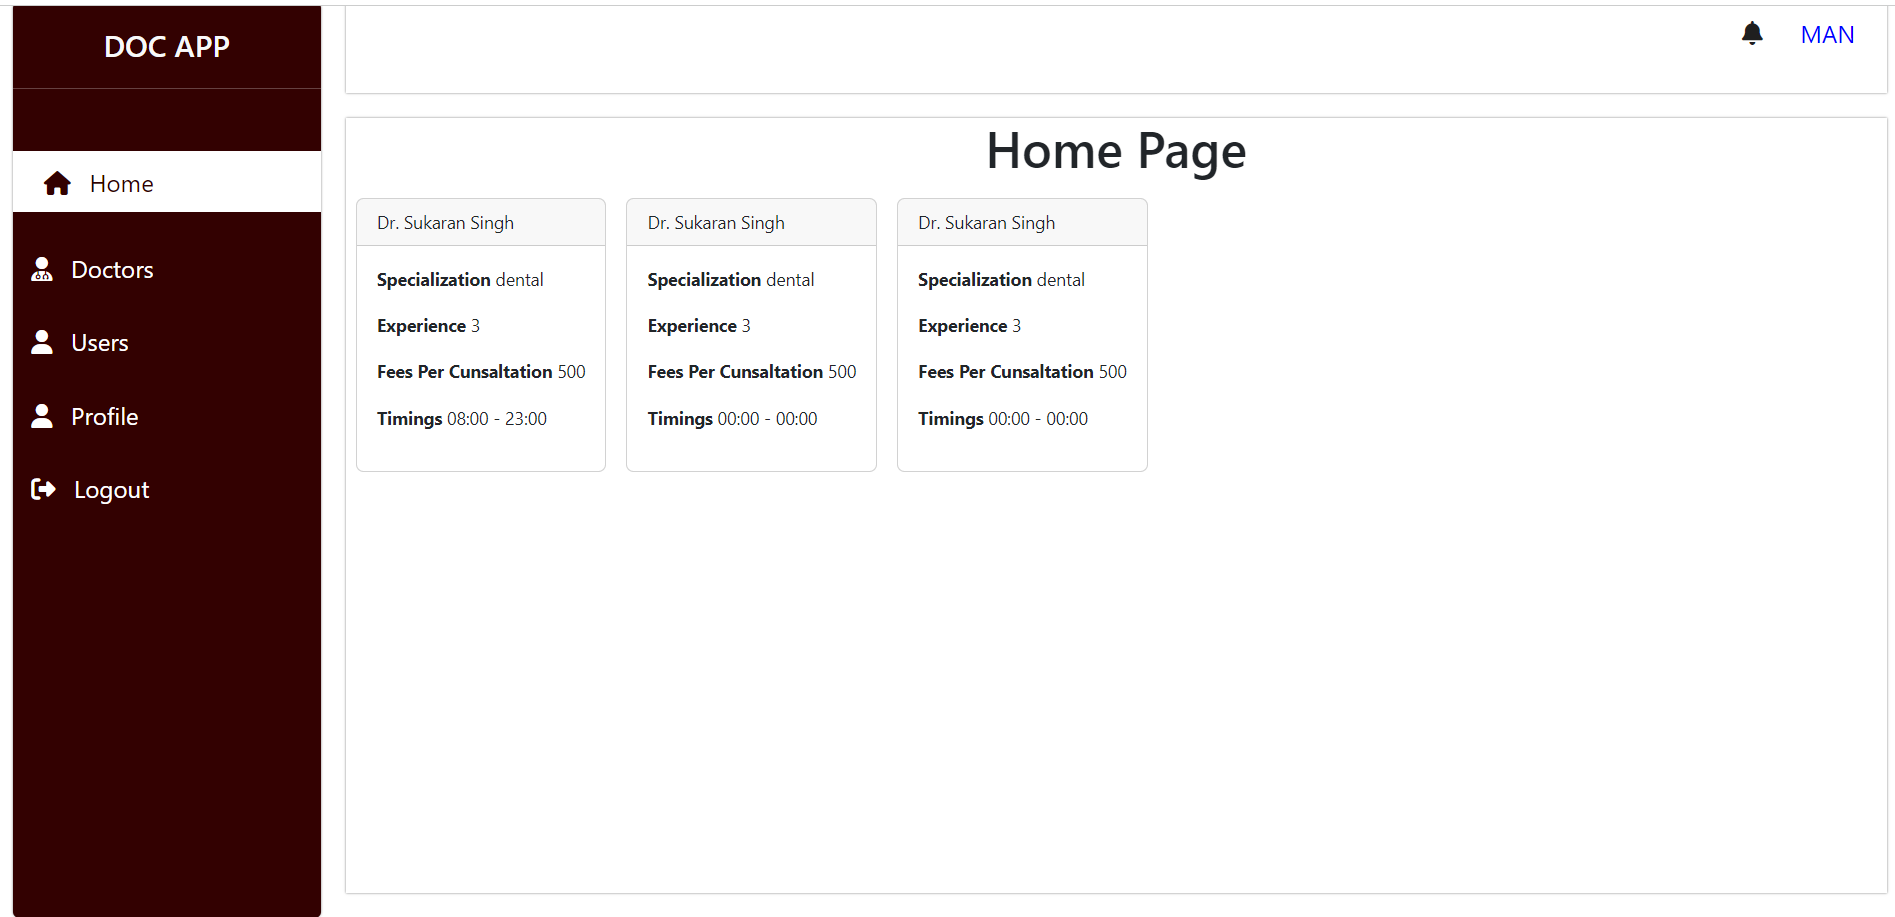 DOC APP
MAN
Home
Doctors
Users
Profile
Logout
Home Page
Dr. Sukaran Singh
Specialization dental
Experience 3
Fees Per Cunsaltation 500
Timings 08:00 - 23:00
Dr. Sukaran Singh
Specialization dental
Experience 3
Fees Per Cunsaltation 500
Timings 00:00 - 00:00
Dr. Sukaran Singh
Specialization dental
Experience 3
Fees Per Cunsaltation 500
Timings 00:00 - 00:00